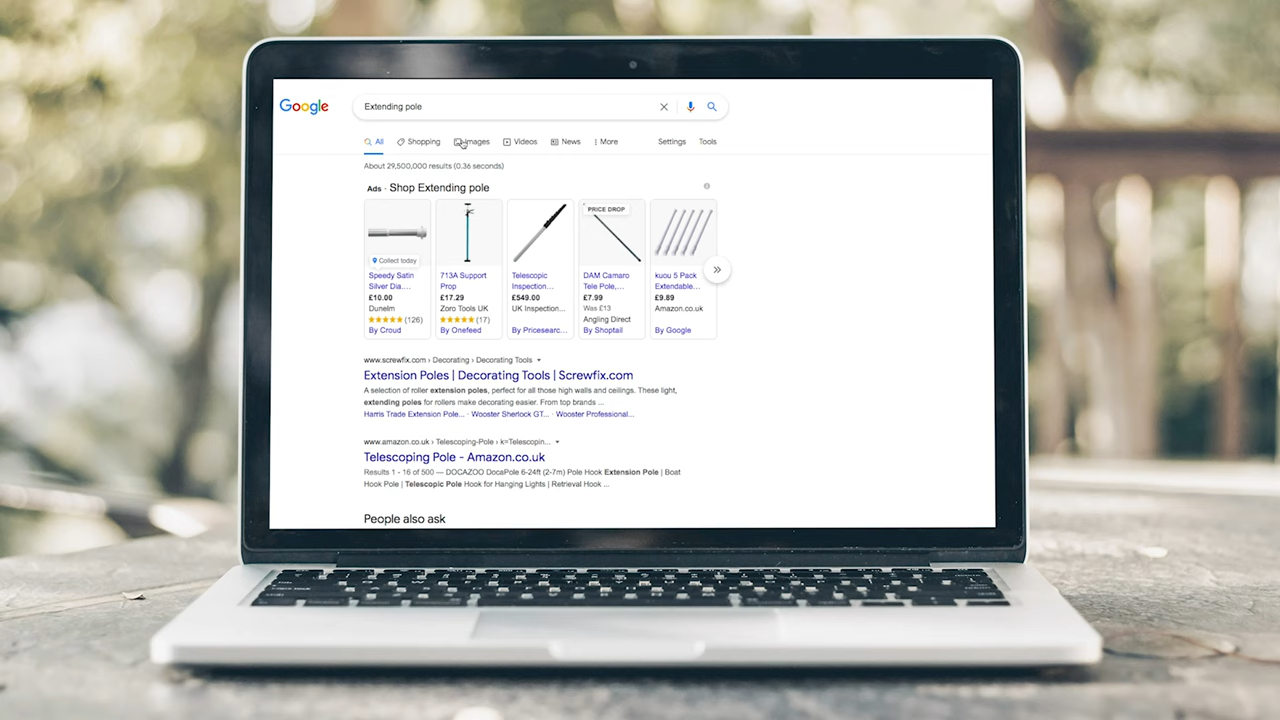 Google
Extending pole
All Shopping Images Videos News More Settings Tools
About 29,500,000 results (0.36 seconds)
Ads · Shop Extending pole
PRICE DROP
Collect today
Speedy Satin Silver Dia....
£10.00
Dunelm
(126)
By Croud
713A Support Prop
£17.29
Zoro Tools UK
(17)
By Onefeed
Telescopic Inspection...
£549.00
UK Inspection...
By Pricesearc...
DAM Camaro Tele Pole,...
£7.99
Was £13
Angling Direct
By Shoptail
kuou 5 Pack Extendable...
£9.89
Amazon.co.uk
By Google
www.screwfix.com › Decorating › Decorating Tools
Extension Poles | Decorating Tools | Screwfix.com
A selection of roller extension poles, perfect for all those high walls and ceilings. These light,
extending poles for rollers make decorating easier. From top brands ...
Harris Trade Extension Pole... · Wooster Sherlock GT... · Wooster Professional...
www.amazon.co.uk › Telescoping-Pole › k=Telescopin...
Telescoping Pole - Amazon.co.uk
Results 1 - 16 of 500 — DOCAZOO DocaPole 6-24ft (2-7m) Pole Hook Extension Pole | Boat
Hook Pole | Telescopic Pole Hook for Hanging Lights | Retrieval Hook ...
People also ask